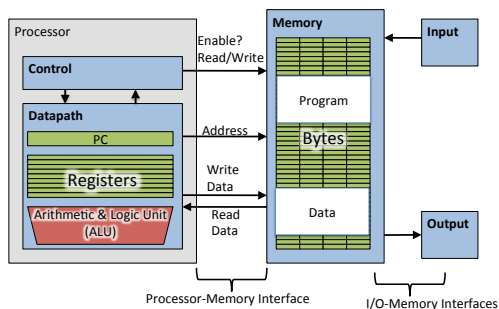 Processor
Control
Datapath
PC
Registers
Arithmetic & Logic Unit
(ALU)
Enable?
Read/Write
Address
Write
Data
Read
Data
Processor-Memory Interface
Memory
Program
Bytes
Data
Input
Output
I/O-Memory Interfaces